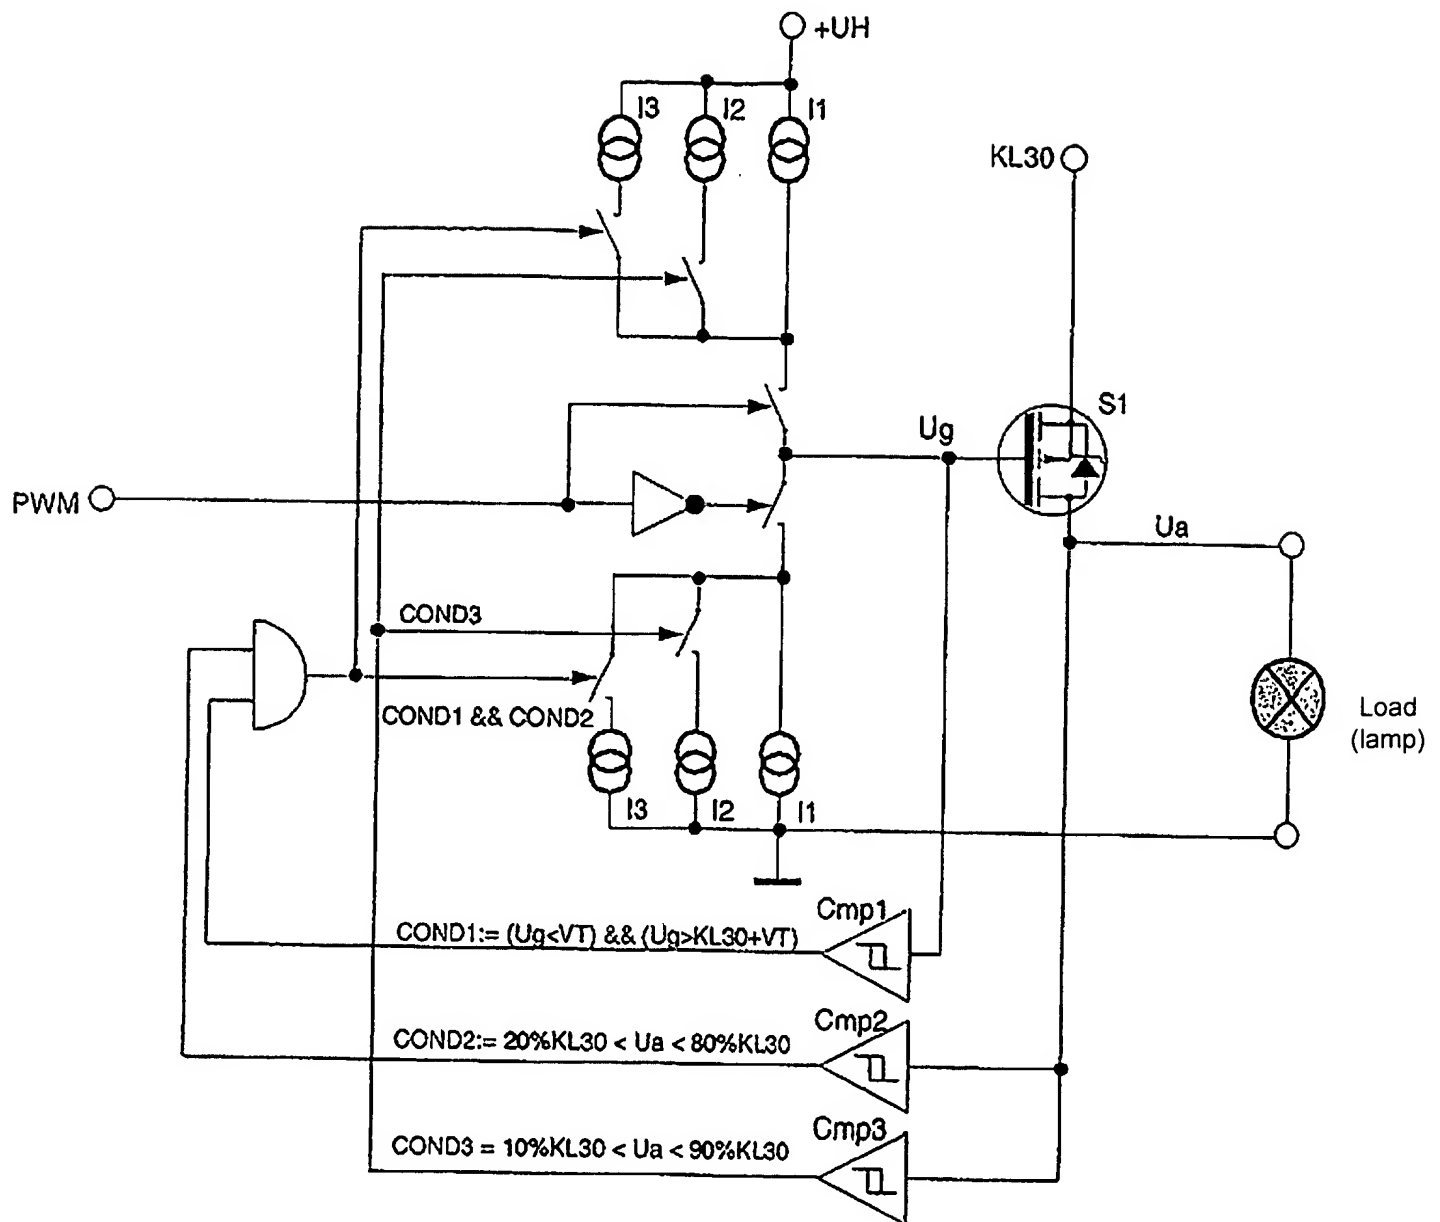 +UH
I3 I2 I1
KL30
S1
Ug
PWM
Ua
COND3
COND1 && COND2
Load
(lamp)
I3 I2 I1
Cmp1
COND1:= (Ug<VT) && (Ug>KL30+VT)
Cmp2
COND2:= 20%KL30 < Ua < 80%KL30
Cmp3
COND3 = 10%KL30 < Ua < 90%KL30